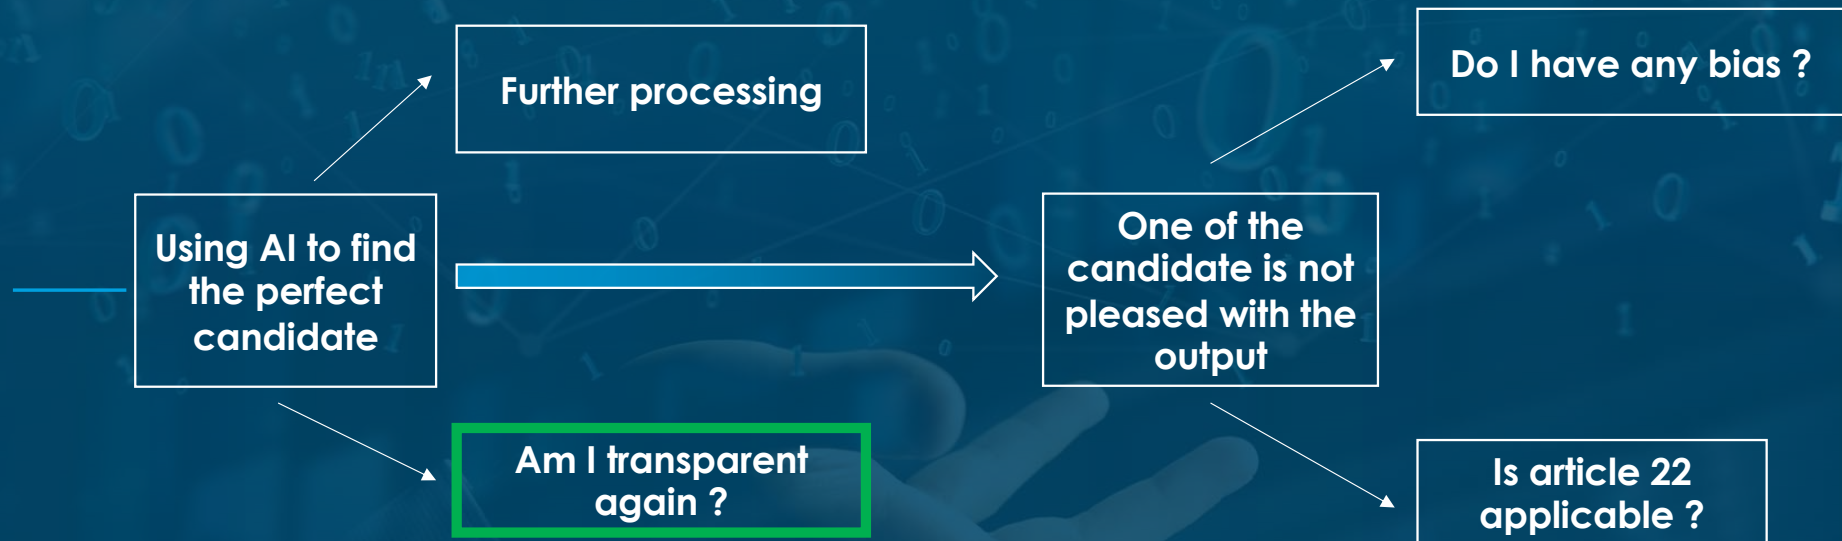 Further processing
Do I have any bias ?
Using AI to find
the perfect
candidate
One of the
candidate is not
pleased with the
output
Am I transparent
again ?
Is article 22
applicable ?